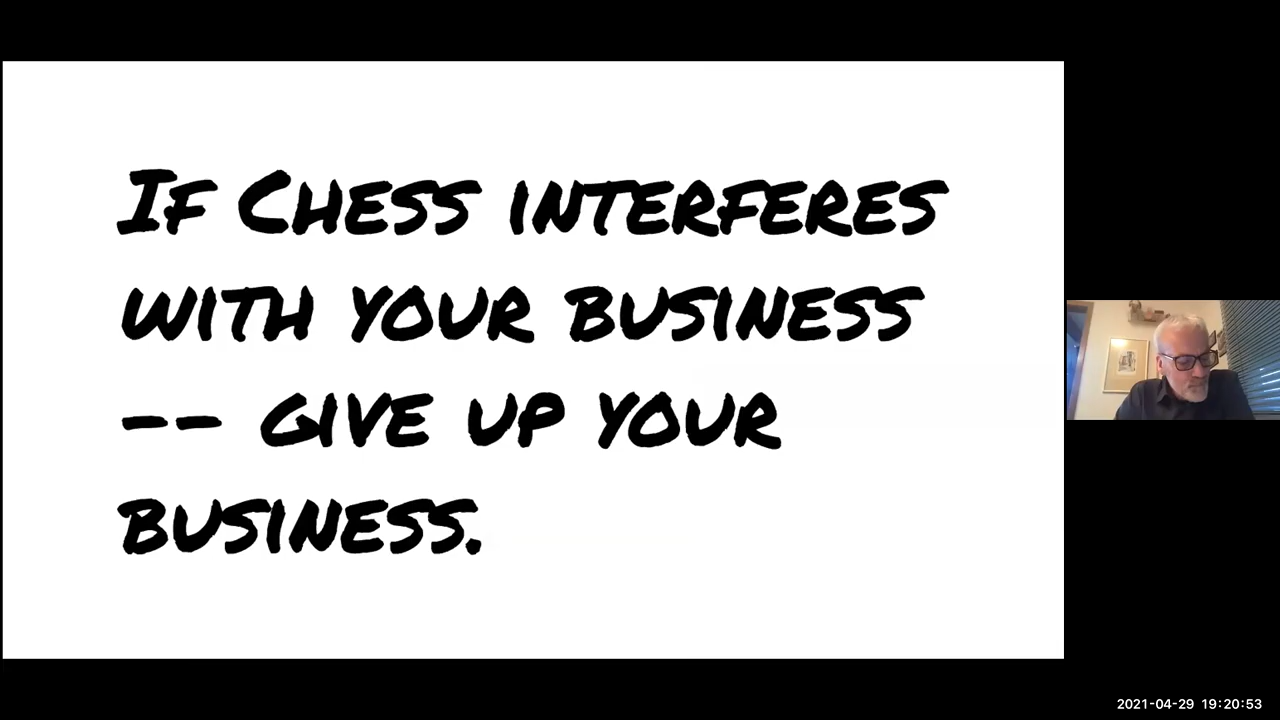 If Chess interferes
with your business
-- give up your
business.
2021-04-29 19:20:53